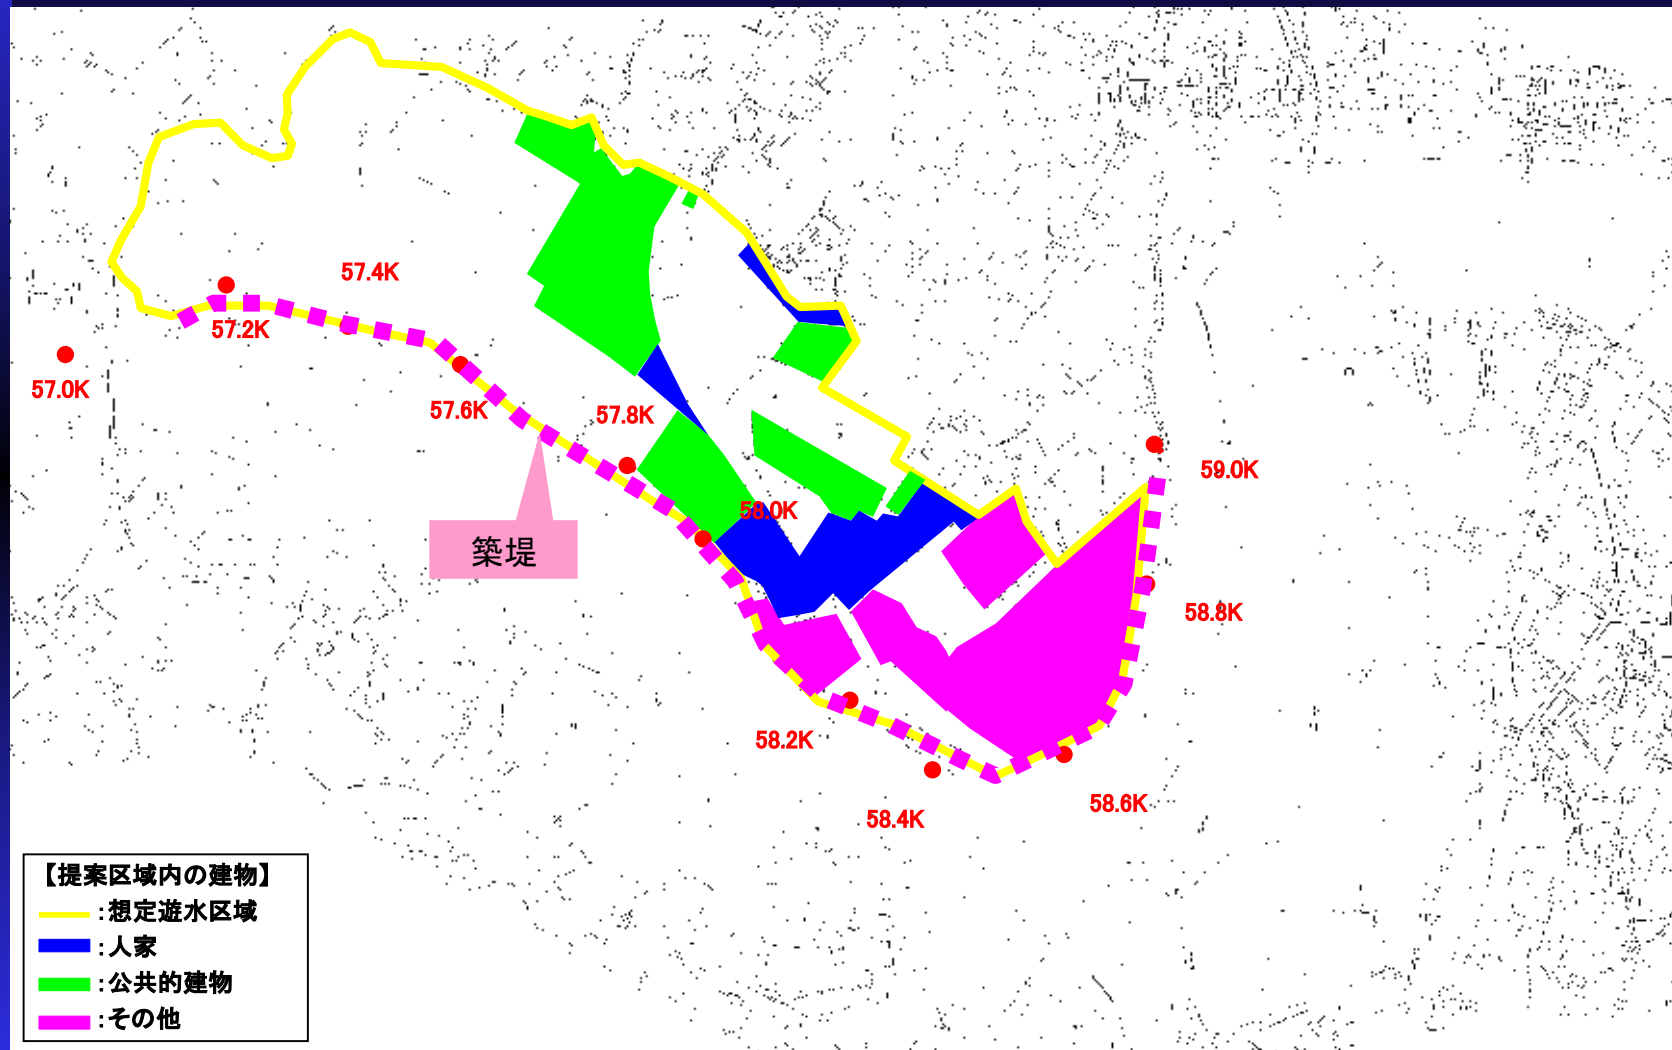 57.4K
57.2K
57.0K
57.6K
57.8K
59.0K
58.0K
築堤
58.8K
58.2K
58.6K
58.4K
【提案区域内の建物】
：想定遊水区域
：人家
：公共的建物
：その他